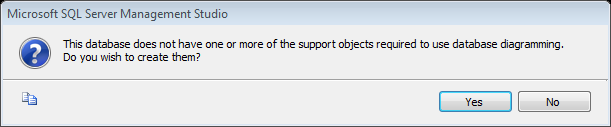 Microsoft SQL Server Management Studio
This database does not have one or more of the support objects required to use database diagramming.
Do you wish to create them?
Yes
No